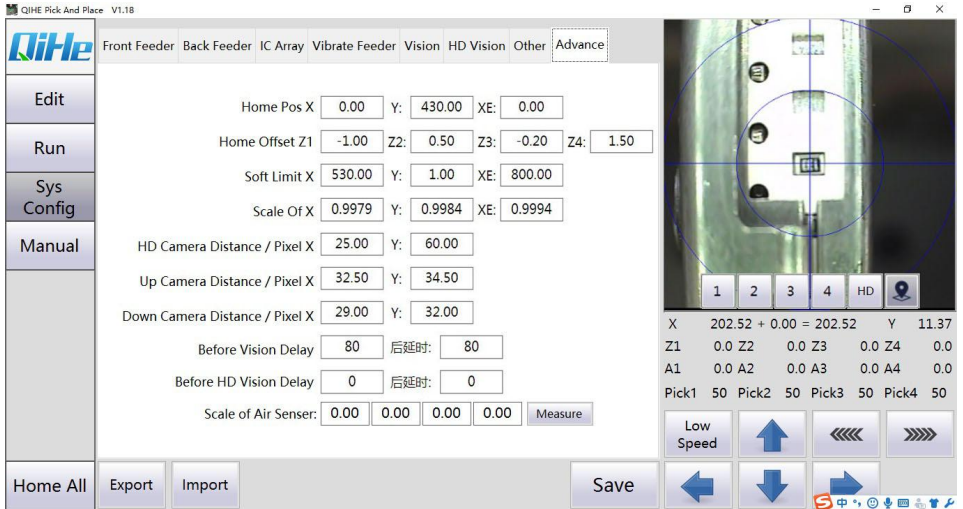 QIHE Pick And Place V1.18
QiHe
Front Feeder Back Feeder IC Array Vibrate Feeder Vision HD Vision Other Advance
Edit
Run
Sys
Config
Manual
Home All
Home Pos X 0.00 Y: 430.00 XE: 0.00
Home Offset Z1 -1.00 Z2: 0.50 Z3: -0.20 Z4: 1.50
Soft Limit X 530.00 Y: 1.00 XE: 800.00
Scale Of X 0.9979 Y: 0.9984 XE: 0.9994
HD Camera Distance / Pixel X 25.00 Y: 60.00
Up Camera Distance / Pixel X 32.50 Y: 34.50
Down Camera Distance / Pixel X 29.00 Y: 32.00
Before Vision Delay 80 后延时: 80
Before HD Vision Delay 0 后延时: 0
Scale of Air Senser: 0.00 0.00 0.00 0.00 Measure
Export Import Save
1 2 3 4 HD
X 202.52 + 0.00 = 202.52 Y 11.37
Z1 0.0 Z2 0.0 Z3 0.0 Z4 0.0
A1 0.0 A2 0.0 A3 0.0 A4 0.0
Pick1 50 Pick2 50 Pick3 50 Pick4 50
Low
Speed
S 中